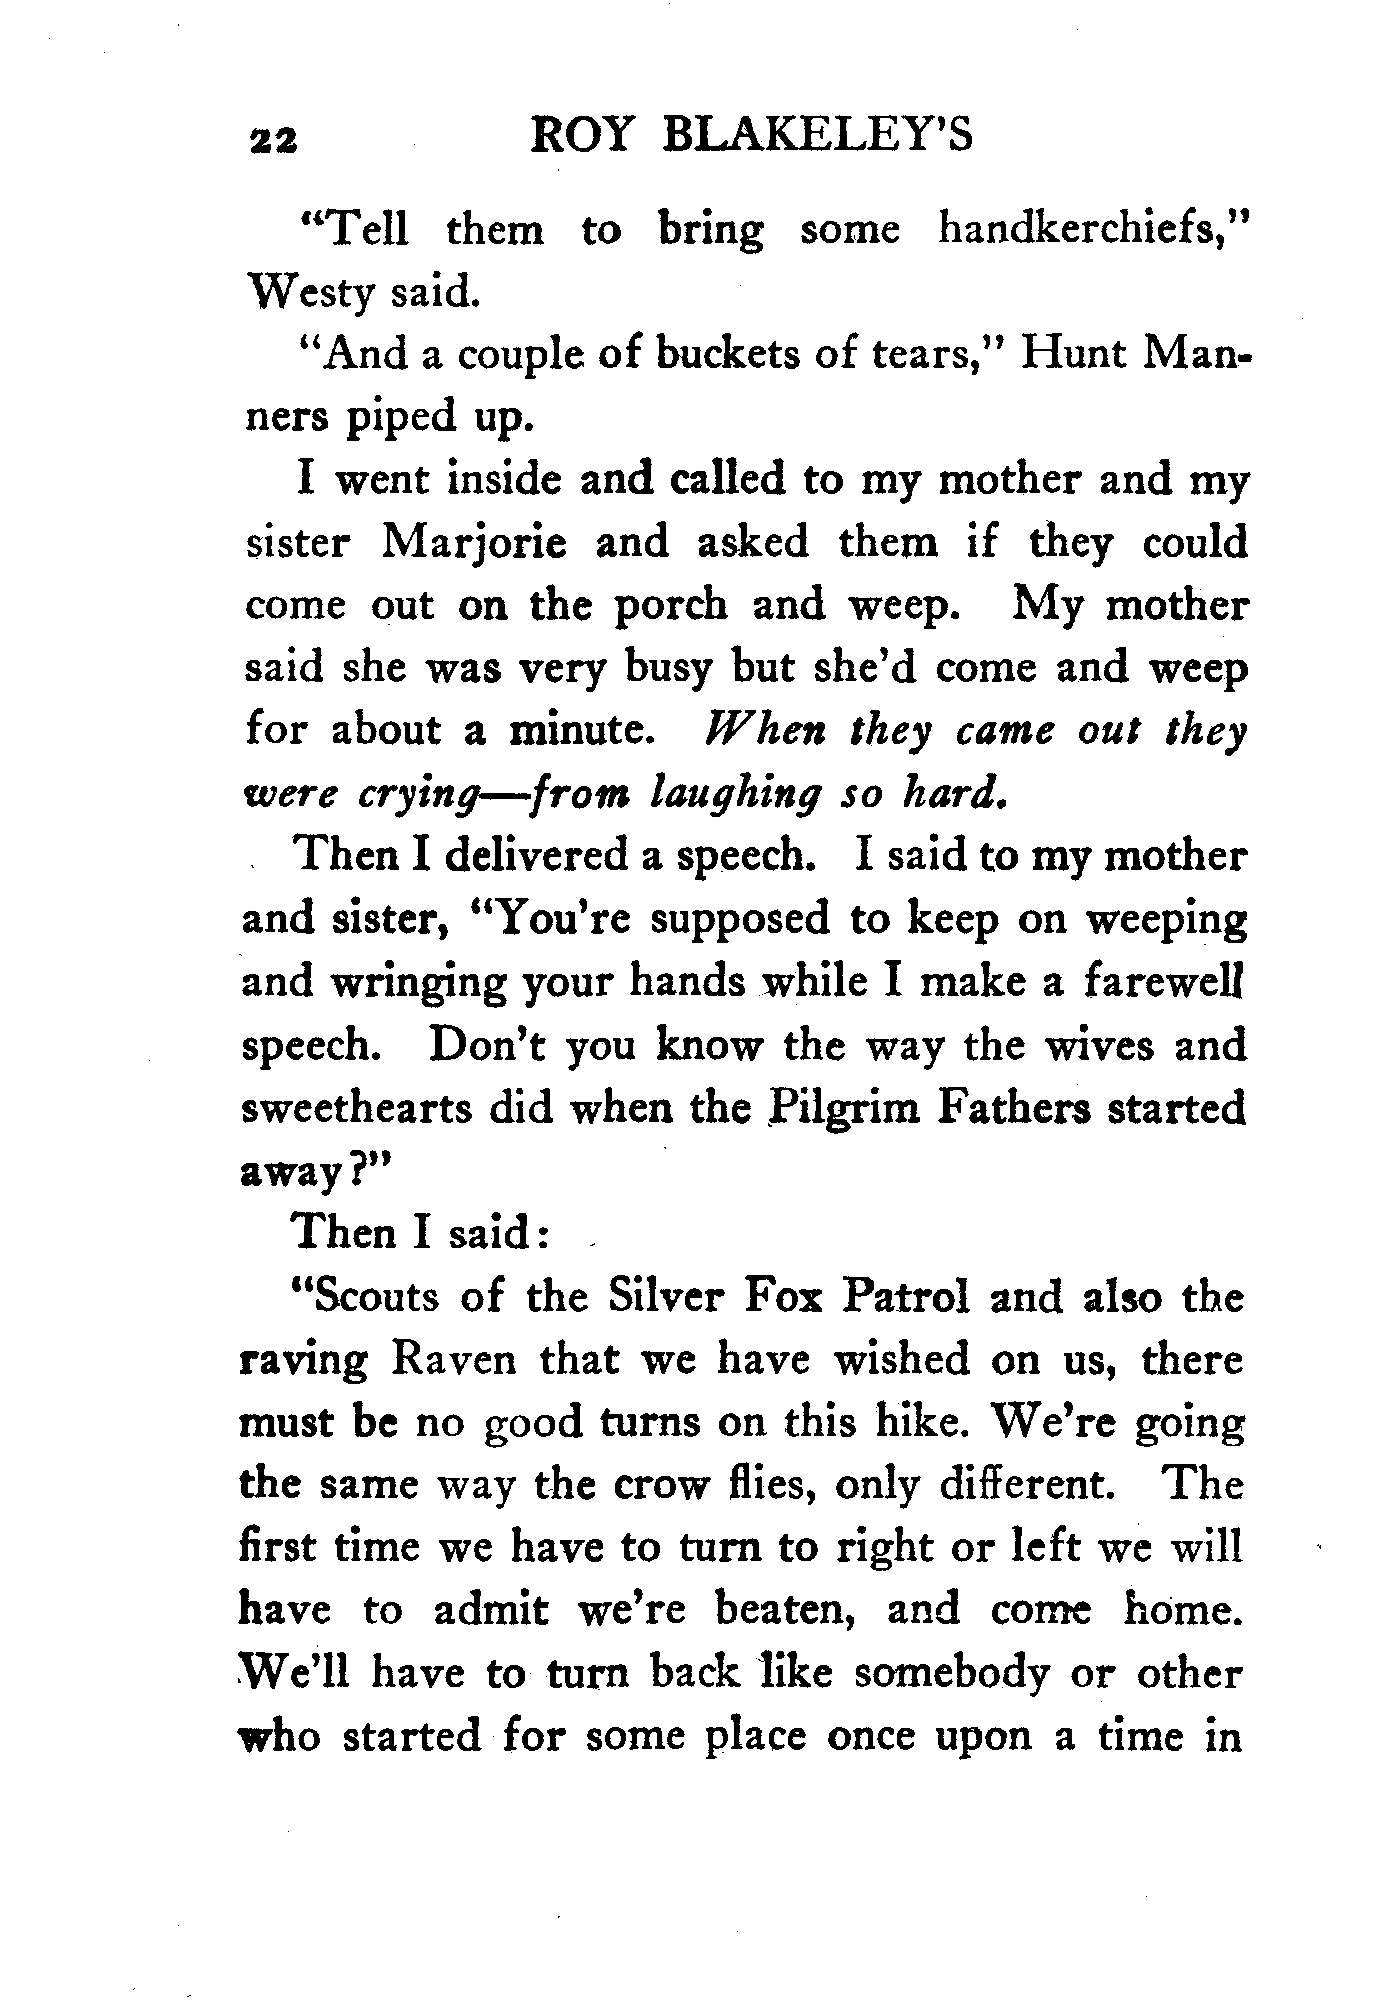 22 ROY BLAKELEY'S
"Tell them to bring some handkerchiefs,"
Westy said.
"And a couple of buckets of tears," Hunt Man-
ners piped up.
I went inside and called to my mother and my
sister Marjorie and asked them if they could
come out on the porch and weep. My mother
said she was very busy but she'd come and weep
for about a minute. When they came out they
were crying—from laughing so hard.
Then I delivered a speech. I said to my mother
and sister, "You're supposed to keep on weeping
and wringing your hands while I make a farewell
speech. Don't you know the way the wives and
sweethearts did when the Pilgrim Fathers started
away?"
Then I said:
"Scouts of the Silver Fox Patrol and also the
raving Raven that we have wished on us, there
must be no good turns on this hike. We're going
the same way the crow flies, only different. The
first time we have to turn to right or left we will
have to admit we're beaten, and come home.
We'll have to turn back like somebody or other
who started for some place once upon a time in